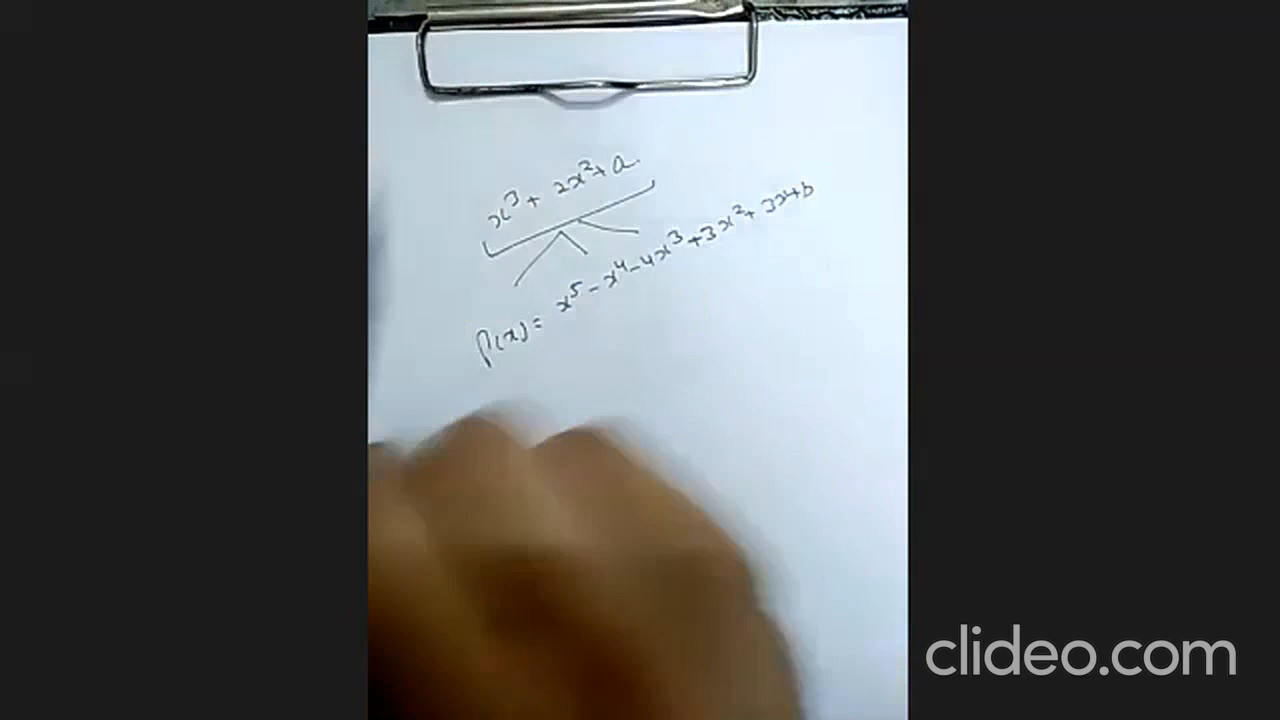 x³ + 2x² + a
p(x) = x⁵ - x⁴ - 4x³ + 3x² + 3x + b
clideo.com